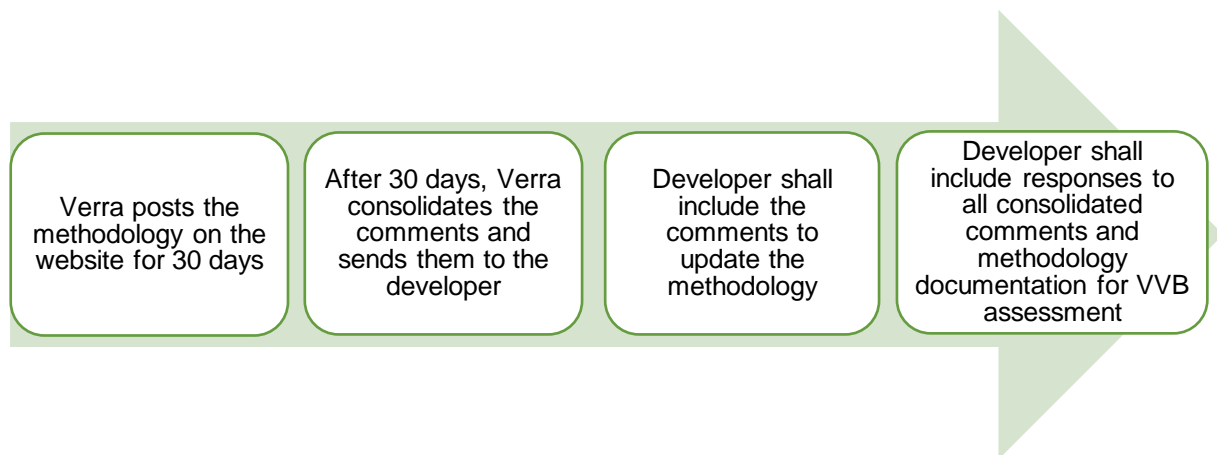 Verra posts the
methodology on the
website for 30 days
After 30 days, Verra
consolidates the
comments and
sends them to the
developer
Developer shall
include the
comments to
update the
methodology
Developer shall
include responses to
all consolidated
comments and
methodology
documentation for VVB
assessment